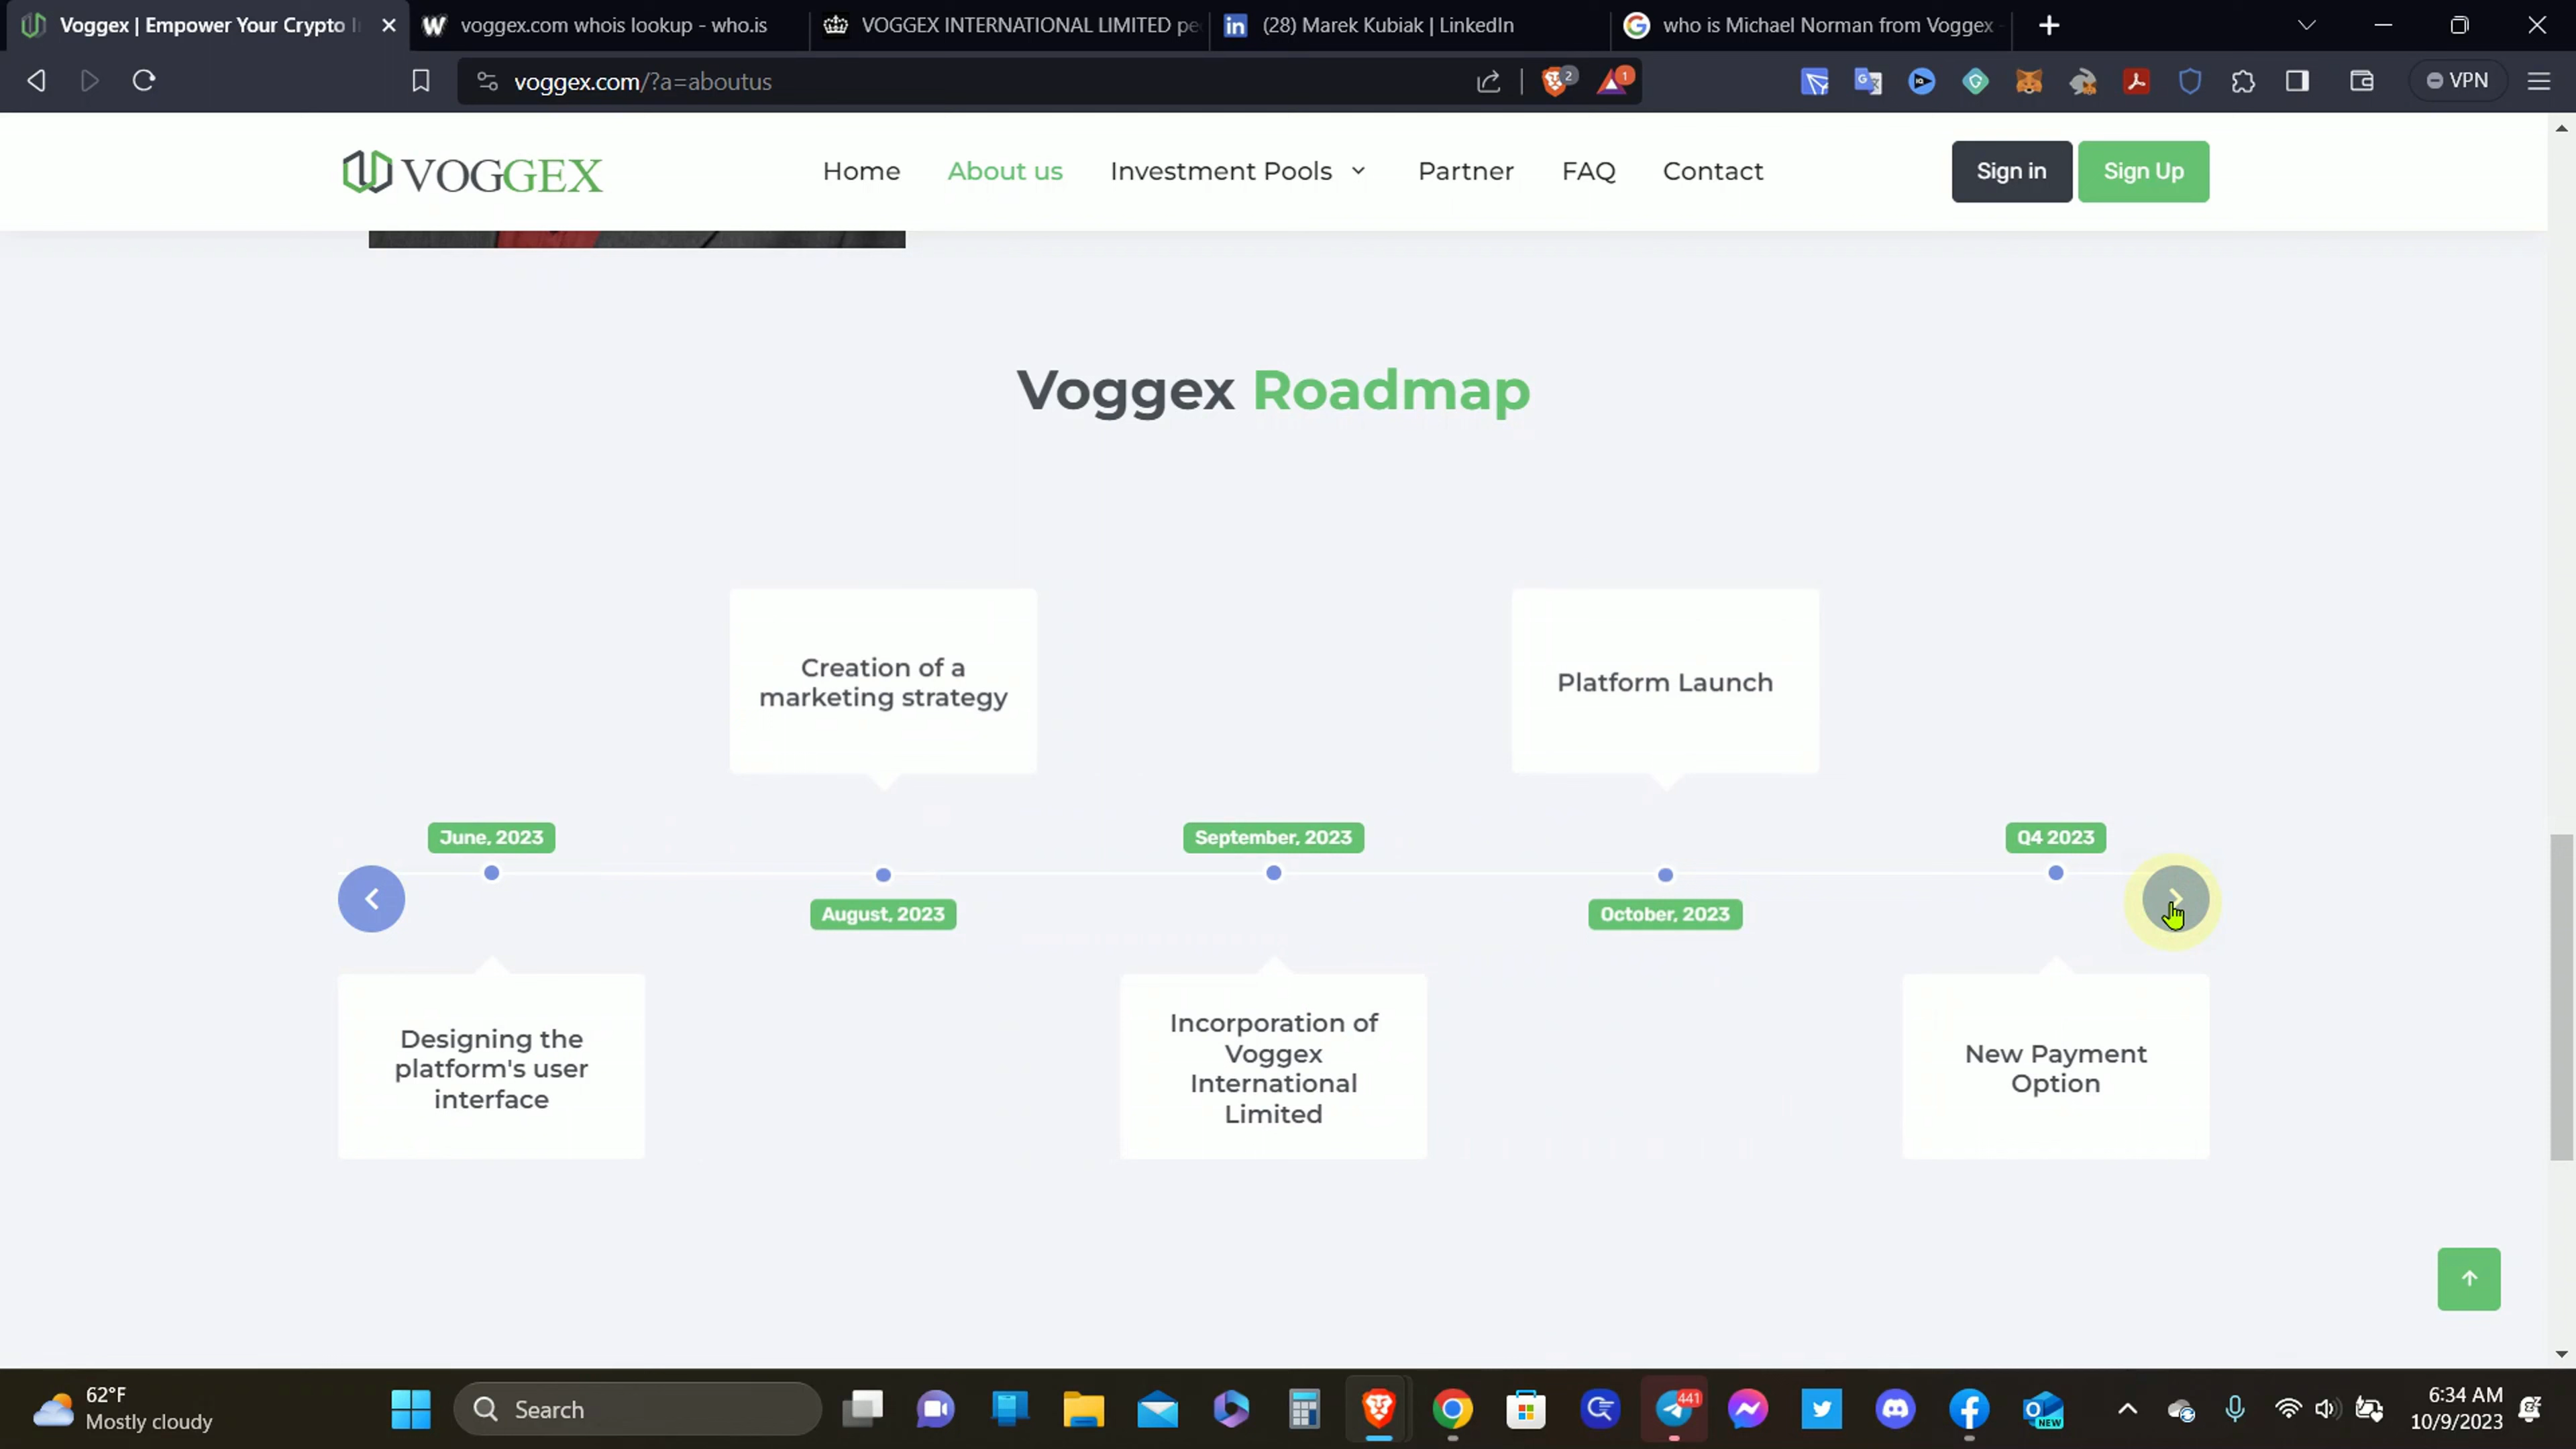 Voggex | Empower Your Crypto I
voggex.com whois lookup - who.is
VOGGEX INTERNATIONAL LIMITED pe
(28) Marek Kubiak | LinkedIn
who is Michael Norman from Voggex -
voggex.com/?a=aboutus
2
1
VPN
VOGGEX
Home
About us
Investment Pools
Partner
FAQ
Contact
Sign in
Sign Up
Voggex Roadmap
Creation of a
marketing strategy
Platform Launch
June, 2023
September, 2023
Q4 2023
August, 2023
October, 2023
Designing the
platform's user
interface
Incorporation of
Voggex
International
Limited
New Payment
Option
62°F
Mostly cloudy
Search
441
NEW
6:34 AM
10/9/2023